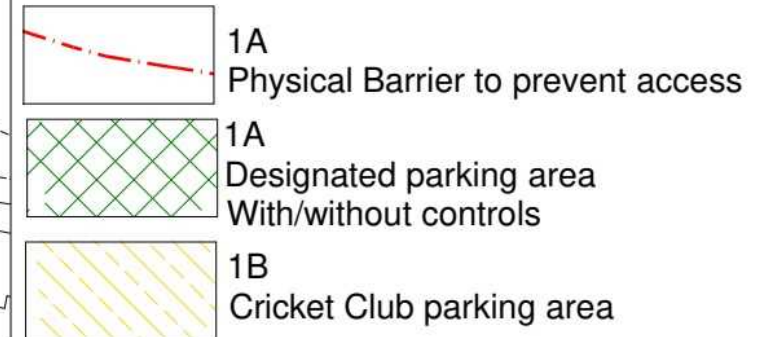 1A
Physical Barrier to prevent access
1A
Designated parking area
With/without controls
1B
Cricket Club parking area